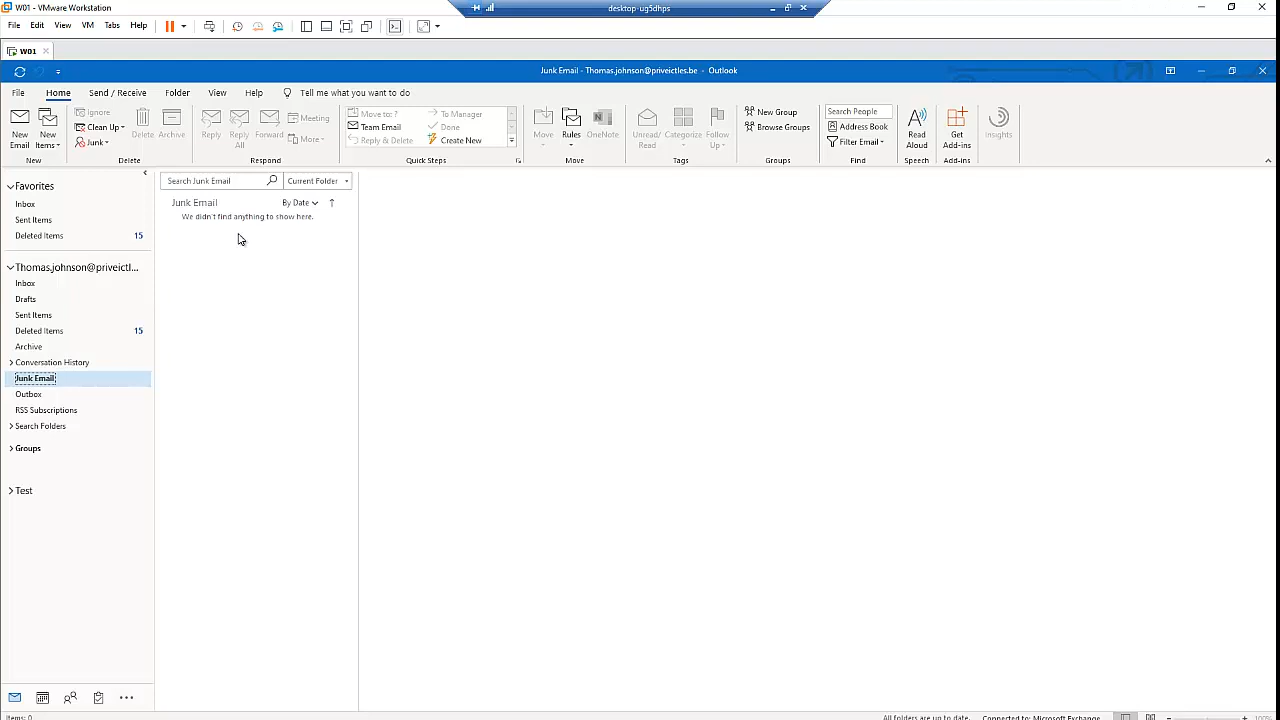 W01 - VMware Workstation
desktop-ug5dhps
File Edit View VM Tabs Help
W01
Junk Email - Thomas.johnson@priveictles.be - Outlook
File Home Send / Receive Folder View Help Tell me what you want to do
New Email
New Items
New
Ignore
Clean Up
Junk
Delete
Archive
Delete
Reply
Reply All
Forward
Meeting
More
Respond
Move to: ?
Team Email
Reply & Delete
To Manager
Done
Create New
Quick Steps
Move
Rules
OneNote
Move
Unread/ Read
Categorize
Follow Up
Tags
New Group
Browse Groups
Groups
Search People
Address Book
Filter Email
Find
Read Aloud
Speech
Get Add-ins
Add-ins
Insights
Favorites
Inbox
Sent Items
Deleted Items 15
Thomas.johnson@priveictl...
Inbox
Drafts
Sent Items
Deleted Items 15
Archive
Conversation History
Junk Email
Outbox
RSS Subscriptions
Search Folders
Groups
Test
Search Junk Email
Current Folder
Junk Email By Date
We didn't find anything to show here.
Items: 0
All folders are up to date. Connected to: Microsoft Exchange
100%